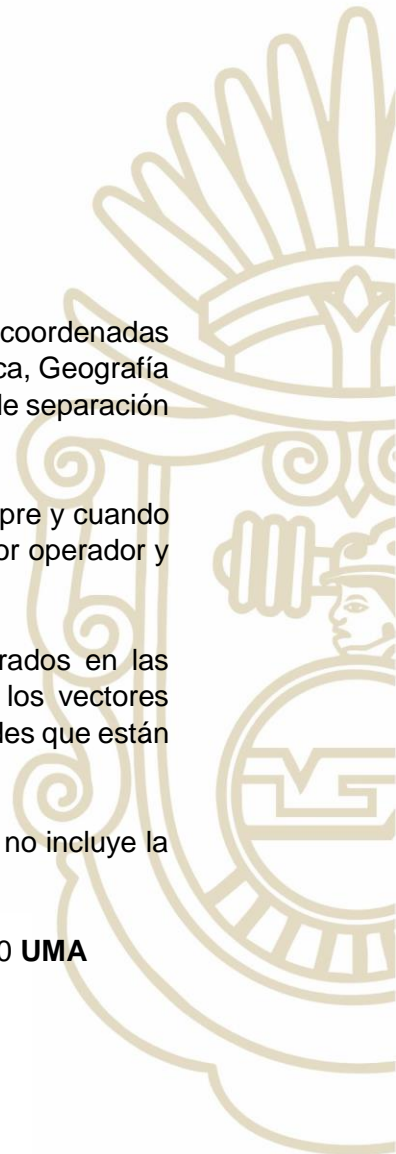 coordenadas
ca, Geografía
le separación
pre y cuando
or operador y
rados en las
los vectores
les que están
no incluye la
0 UMA